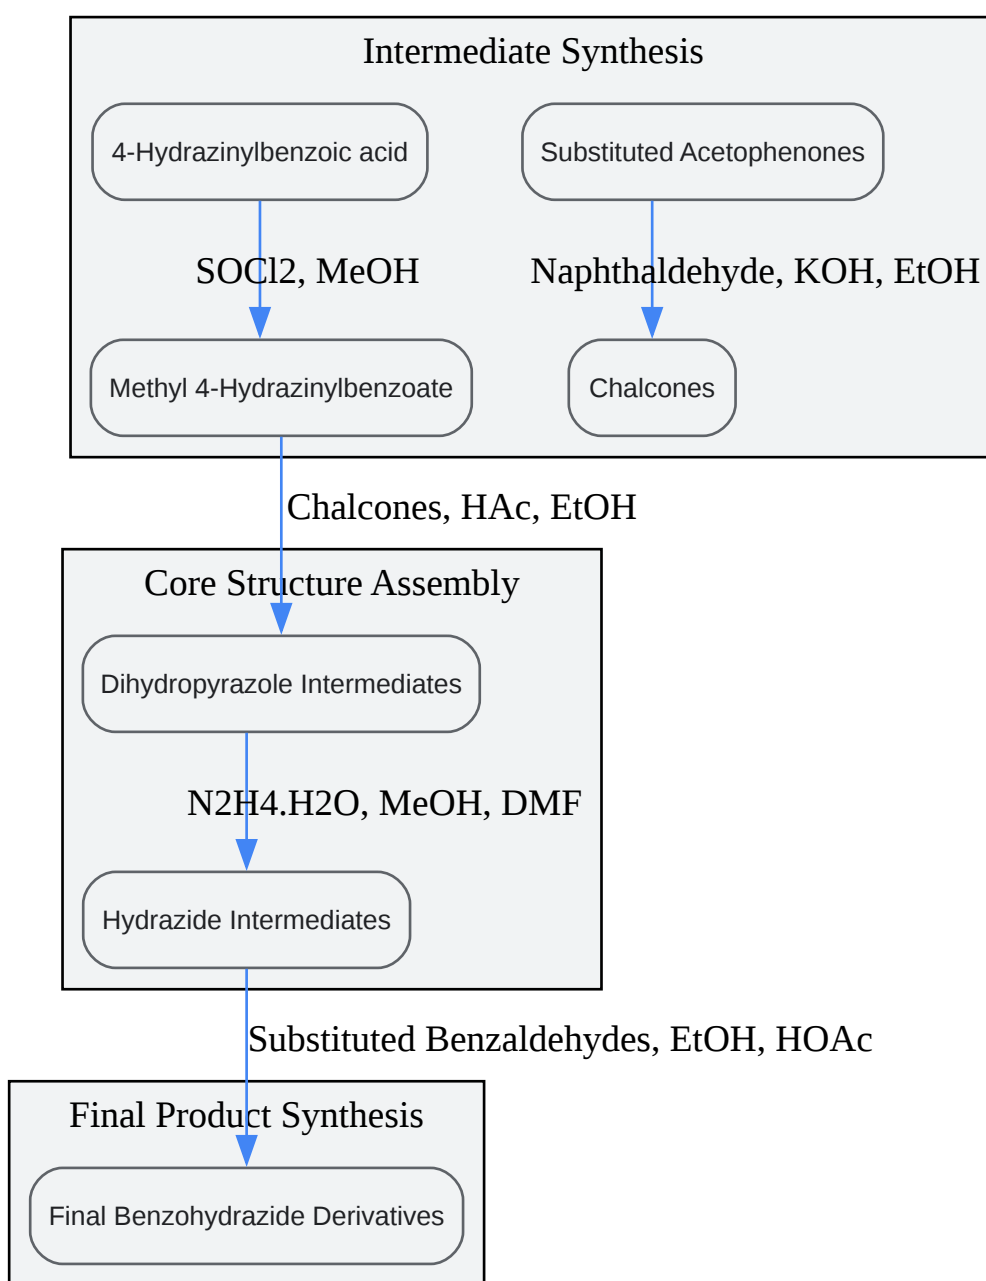 Intermediate Synthesis
4-Hydrazinylbenzoic acid
Substituted Acetophenones
SOCl2, MeOH
Naphthaldehyde, KOH, EtOH
Methyl 4-Hydrazinylbenzoate
Chalcones
Chalcones, HAc, EtOH
Core Structure Assembly
Dihydropyrazole Intermediates
N2H4.H2O, MeOH, DMF
Hydrazide Intermediates
Substituted Benzaldehydes, EtOH, HOAc
Final Product Synthesis
Final Benzohydrazide Derivatives